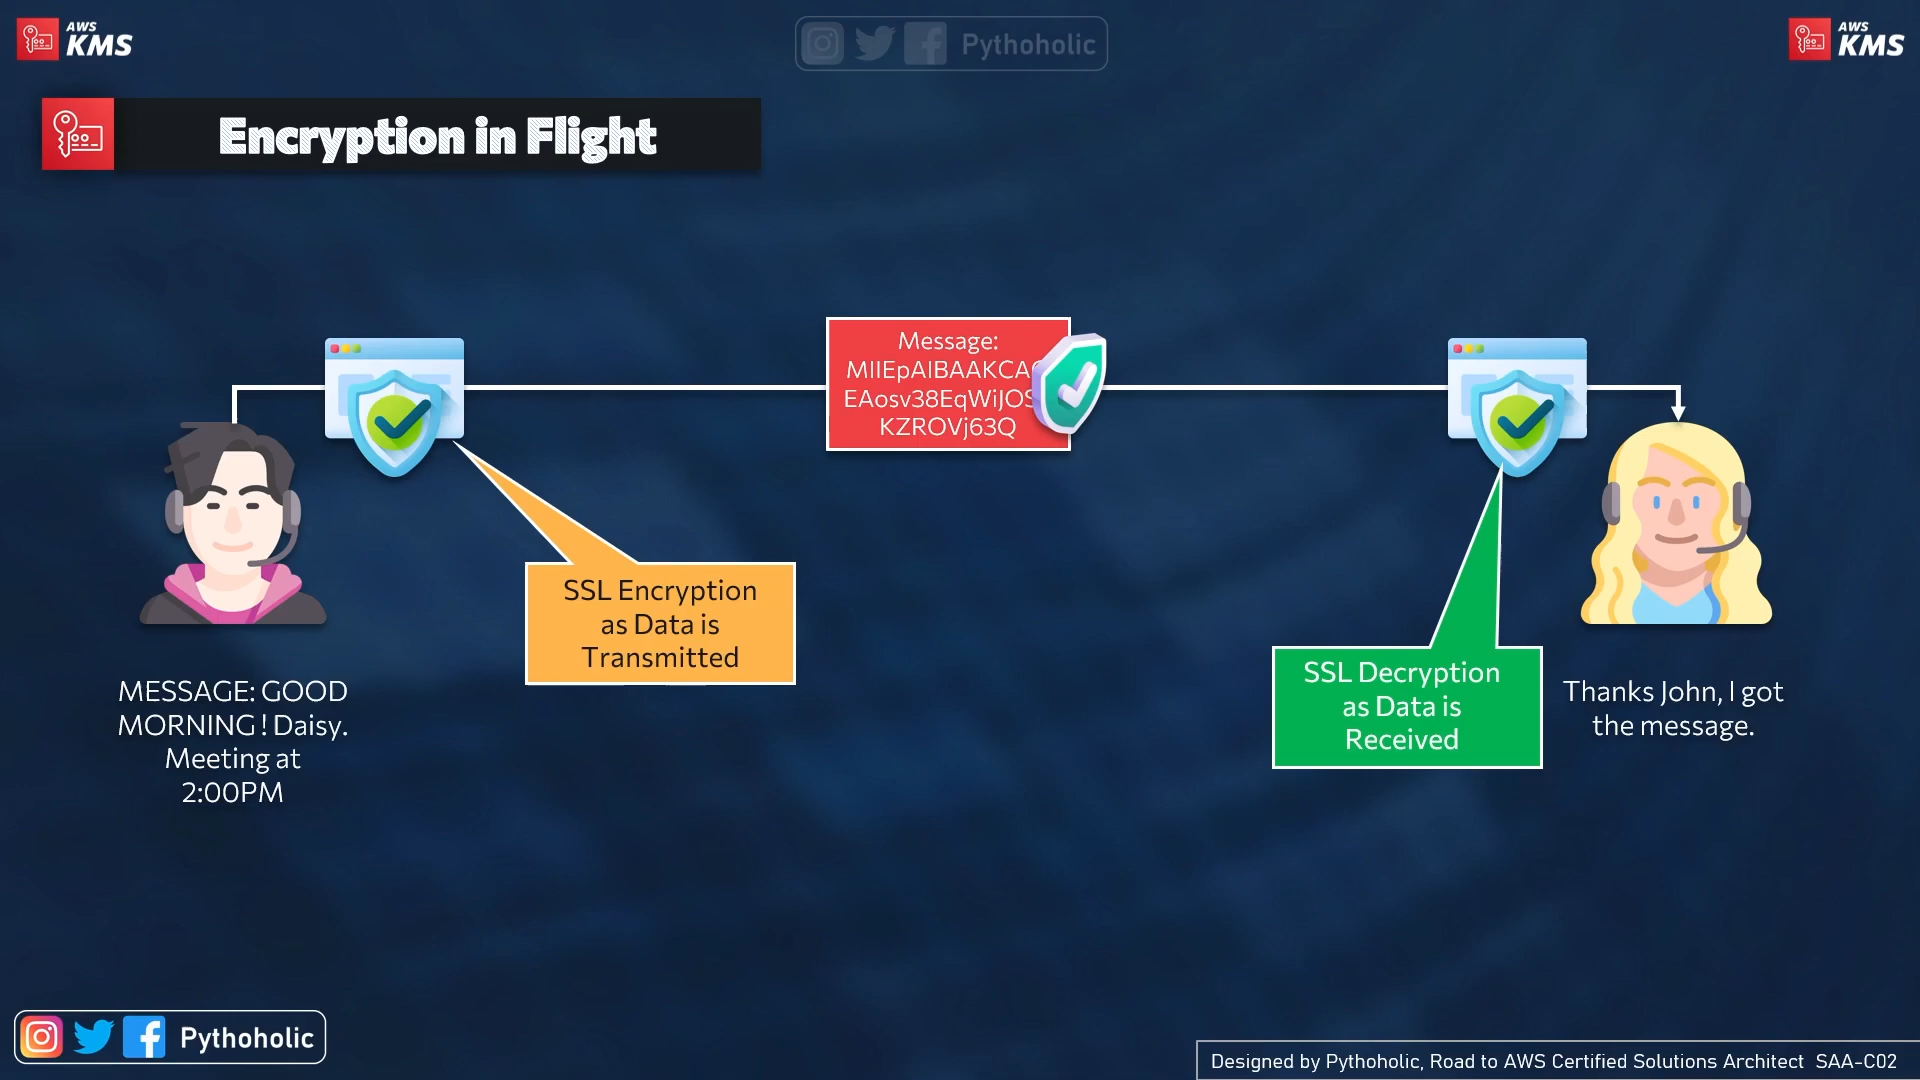 AWS
KMS
Pythoholic
AWS
KMS
Encryption in Flight
Message:
MIIEpAIBAAKCA
EAosv38EqWiJOS
KZROVj63Q
SSL Encryption
as Data is
Transmitted
SSL Decryption
as Data is
Received
MESSAGE: GOOD
MORNING ! Daisy.
Meeting at
2:00PM
Thanks John, I got
the message.
Pythoholic
Designed by Pythoholic, Road to AWS Certified Solutions Architect SAA-C02